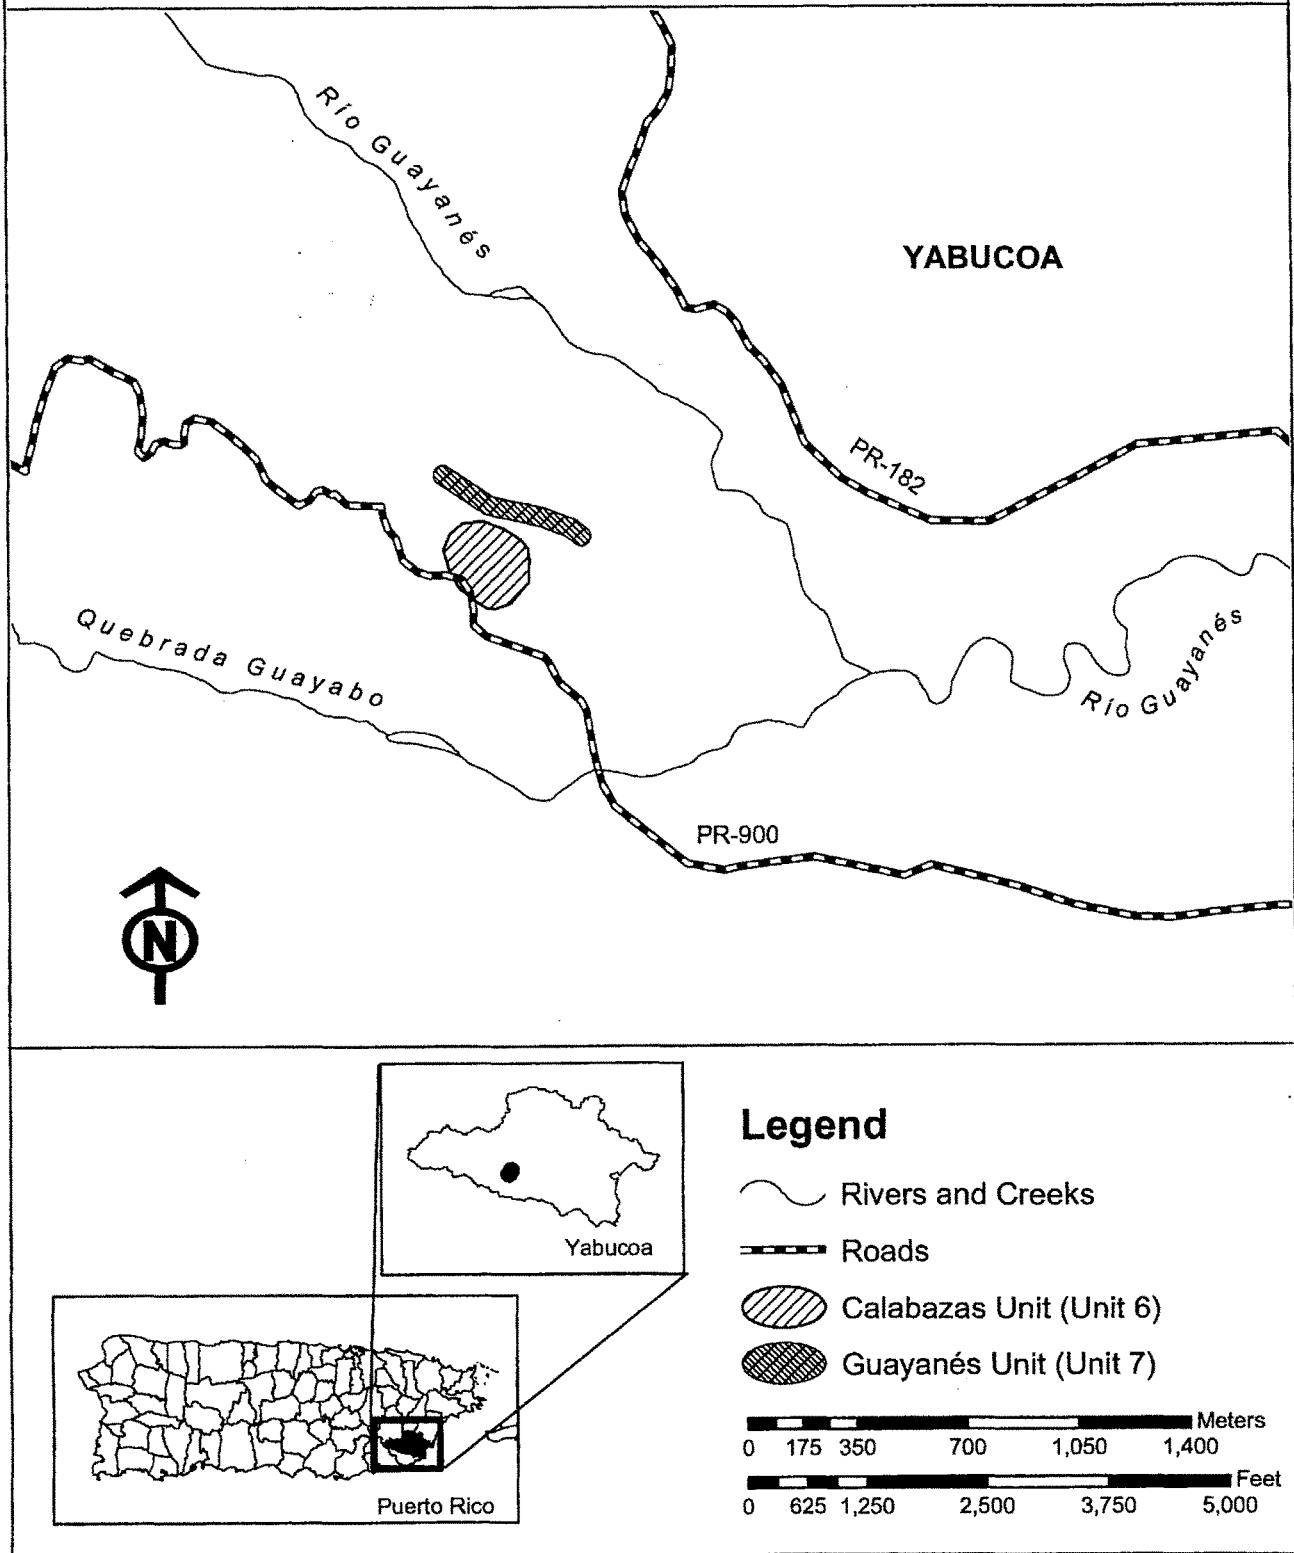 Río Guayanés
YABUCOA
PR-182
Quebrada Guayabo
Río Guayanés
PR-900
N
Yabucoa
Puerto Rico
Legend
Rivers and Creeks
Roads
Calabazas Unit (Unit 6)
Guayanés Unit (Unit 7)
Meters
0 175 350 700 1,050 1,400
Feet
0 625 1,250 2,500 3,750 5,000